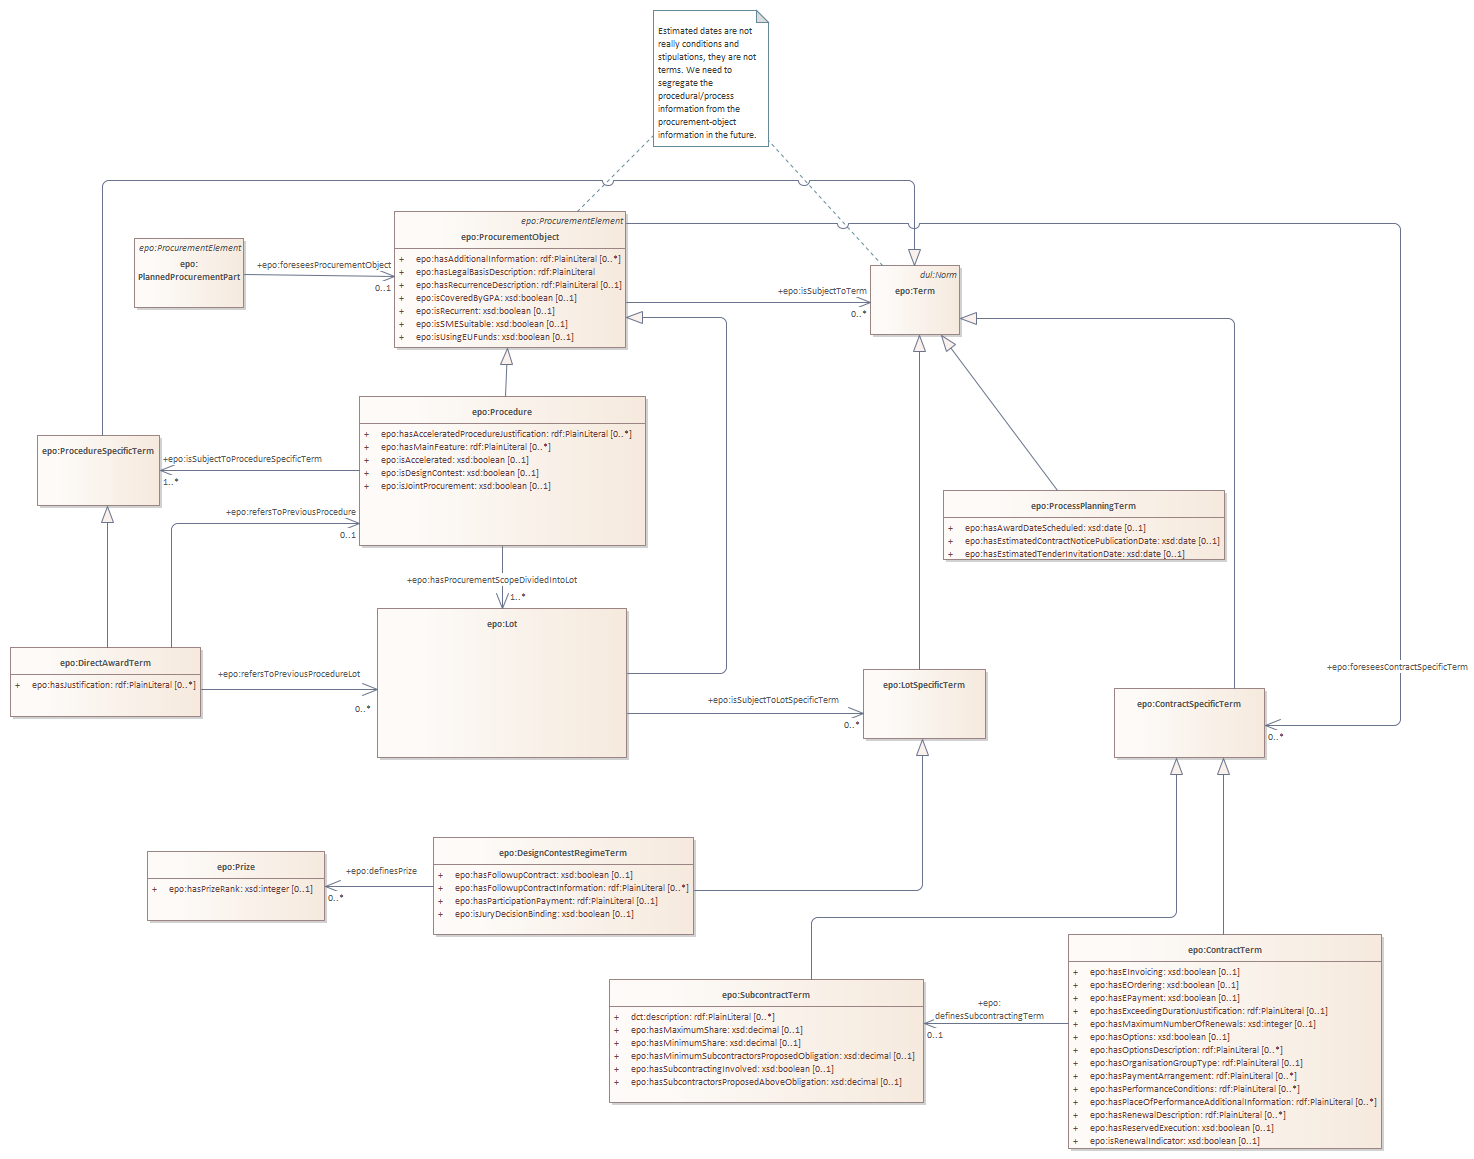 Estimated dates are not
really conditions and
stipulations, they are not
terms. We need to
segregate the
procedural/process
information from the
procurement-object
information in the future.
epo:ProcurementElement
epo:ProcurementObject
+ epo:hasAdditionalInformation: rdf:PlainLiteral [0..*]
+ epo:hasLegalBasisDescription: rdf:PlainLiteral
+ epo:hasRecurrenceDescription: rdf:PlainLiteral [0..1]
+ epo:isCoveredByGPA: xsd:boolean [0..1]
+ epo:isRecurrent: xsd:boolean [0..1]
+ epo:isSMESuitable: xsd:boolean [0..1]
+ epo:isUsingEUFunds: xsd:boolean [0..1]
epo:ProcurementElement
epo:
PlannedProcurementPart
+epo:foreseesProcurementObject
0..1
dul:Norm
epo:Term
+epo:isSubjectToTerm
0..*
epo:Procedure
+ epo:hasAcceleratedProcedureJustification: rdf:PlainLiteral [0..*]
+ epo:hasMainFeature: rdf:PlainLiteral [0..*]
+ epo:isAccelerated: xsd:boolean [0..1]
+ epo:isDesignContest: xsd:boolean [0..1]
+ epo:isJointProcurement: xsd:boolean [0..1]
epo:ProcedureSpecificTerm
+epo:isSubjectToProcedureSpecificTerm
1..*
+epo:refersToPreviousProcedure
0..1
epo:ProcessPlanningTerm
+ epo:hasAwardDateScheduled: xsd:date [0..1]
+ epo:hasEstimatedContractNoticePublicationDate: xsd:date [0..1]
+ epo:hasEstimatedTenderInvitationDate: xsd:date [0..1]
+epo:hasProcurementScopeDividedIntoLot
1..*
epo:Lot
epo:DirectAwardTerm
+ epo:hasJustification: rdf:PlainLiteral [0..*]
+epo:refersToPreviousProcedureLot
0..*
+epo:isSubjectToLotSpecificTerm
0..*
epo:LotSpecificTerm
epo:ContractSpecificTerm
+epo:foreseesContractSpecificTerm
0..*
epo:Prize
+ epo:hasPrizeRank: xsd:integer [0..1]
+epo:definesPrize
0..*
epo:DesignContestRegimeTerm
+ epo:hasFollowupContract: xsd:boolean [0..1]
+ epo:hasFollowupContractInformation: rdf:PlainLiteral [0..*]
+ epo:hasParticipationPayment: rdf:PlainLiteral [0..1]
+ epo:isJuryDecisionBinding: xsd:boolean [0..1]
epo:SubcontractTerm
+ dct:description: rdf:PlainLiteral [0..*]
+ epo:hasMaximumShare: xsd:decimal [0..1]
+ epo:hasMinimumShare: xsd:decimal [0..1]
+ epo:hasMinimumSubcontractorsProposedObligation: xsd:decimal [0..1]
+ epo:hasSubcontractingInvolved: xsd:boolean [0..1]
+ epo:hasSubcontractorsProposedAboveObligation: xsd:decimal [0..1]
+epo:
definesSubcontractingTerm
0..1
epo:ContractTerm
+ epo:hasEInvoicing: xsd:boolean [0..1]
+ epo:hasEOrdering: xsd:boolean [0..1]
+ epo:hasEPayment: xsd:boolean [0..1]
+ epo:hasExceedingDurationJustification: rdf:PlainLiteral [0..1]
+ epo:hasMaximumNumberOfRenewals: xsd:integer [0..1]
+ epo:hasOptions: xsd:boolean [0..1]
+ epo:hasOptionsDescription: rdf:PlainLiteral [0..*]
+ epo:hasOrganisationGroupType: rdf:PlainLiteral [0..1]
+ epo:hasPaymentArrangement: rdf:PlainLiteral [0..*]
+ epo:hasPerformanceConditions: rdf:PlainLiteral [0..*]
+ epo:hasPlaceOfPerformanceAdditionalInformation: rdf:PlainLiteral [0..*]
+ epo:hasRenewalDescription: rdf:PlainLiteral [0..*]
+ epo:hasReservedExecution: xsd:boolean [0..1]
+ epo:isRenewalIndicator: xsd:boolean [0..1]